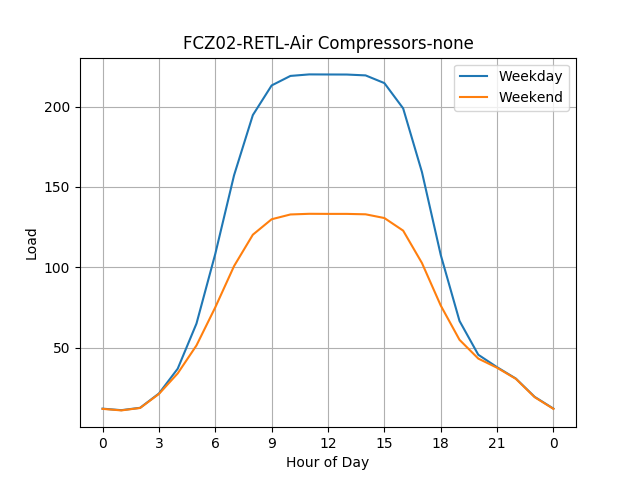 FCZ02-RETL-Air Compressors-none
Weekday
Weekend
200
150
100
50
Load
0 3 6 9 12 15 18 21 0
Hour of Day